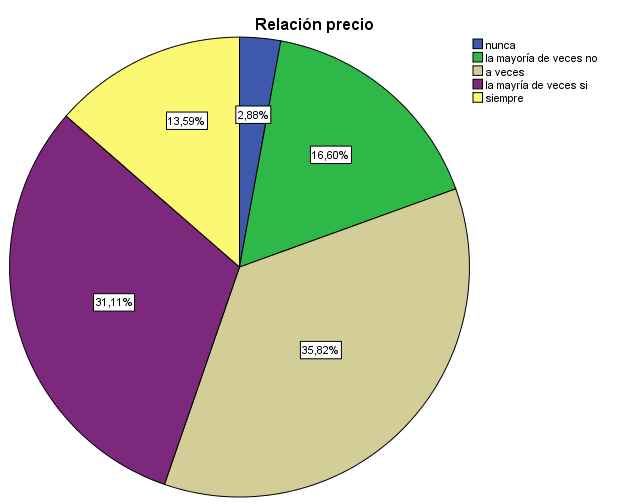 Relación precio
nunca
la mayoría de veces no
a veces
la mayría de veces si
siempre
13,59%
2,88%
16,60%
31,11%
35,82%